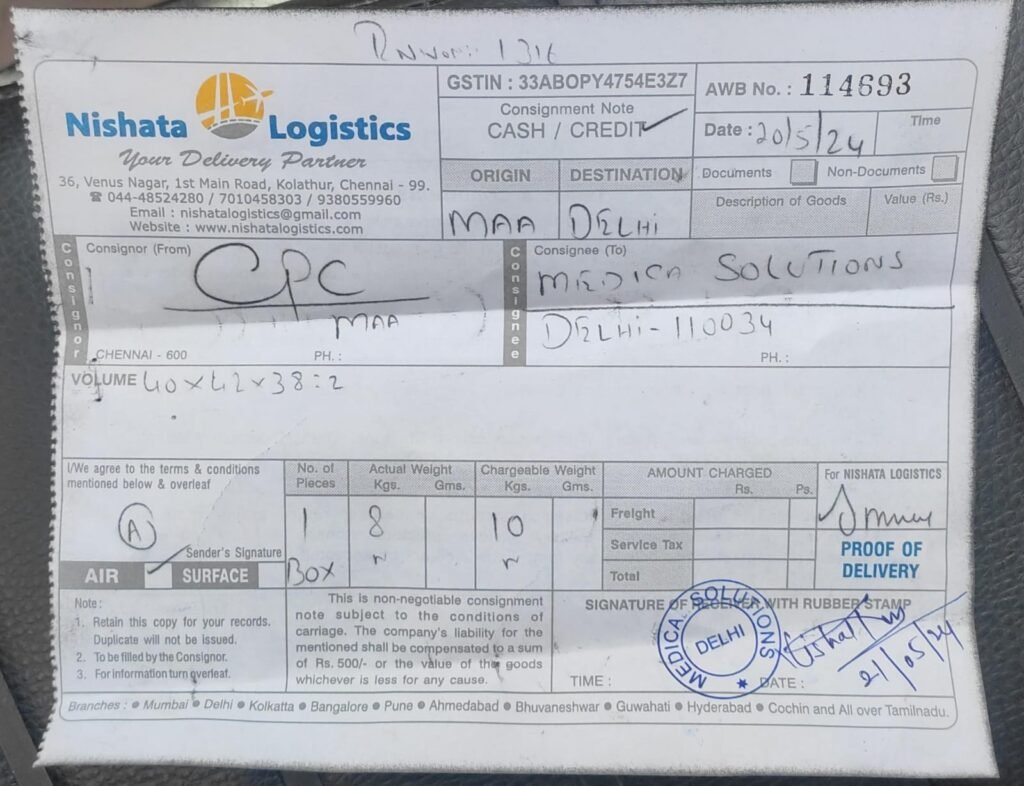 1316
Nishata Logistics
Your Delivery Partner
36, Venus Nagar, 1st Main Road, Kolathur, Chennai - 99.
☎ 044-48524280 / 7010458303 / 9380559960
Email : nishatalogistics@gmail.com
Website : www.nishatalogistics.com
GSTIN : 33ABOPY4754E3Z7
Consignment Note
CASH / CREDIT ✓
AWB No. : 114693
Date : 20/5/24
Time
ORIGIN DESTINATION
MAA DELHI
Documents Non-Documents
Description of Goods Value (Rs.)
Consignor
Consignor (From)
CPC
MAA
CHENNAI - 600 PH. :
Consignee
Consignee (To)
MEDICA SOLUTIONS
DELHI - 110034
PH. :
VOLUME 40 x 42 x 38 = 2
I/We agree to the terms & conditions
mentioned below & overleaf
A
Sender's Signature
AIR ✓ SURFACE
No. of Pieces
1
BOX
Actual Weight
Kgs. Gms.
8
Chargeable Weight
Kgs. Gms.
10
AMOUNT CHARGED
Rs. Ps.
Freight
Service Tax
Total
For NISHATA LOGISTICS
PROOF OF
DELIVERY
Note :
1. Retain this copy for your records.
Duplicate will not be issued.
2. To be filled by the Consignor.
3. For information turn overleaf.
This is non-negotiable consignment
note subject to the conditions of
carriage. The company's liability for the
mentioned shall be compensated to a sum
of Rs. 500/- or the value of the goods
whichever is less for any cause.
SIGNATURE OF RECEIVER WITH RUBBER STAMP
MEDICA SOLUTIONS
DELHI
21/05/24
TIME : DATE :
Branches : ● Mumbai ● Delhi ● Kolkatta ● Bangalore ● Pune ● Ahmedabad ● Bhuvaneshwar ● Guwahati ● Hyderabad ● Cochin and All over Tamilnadu.